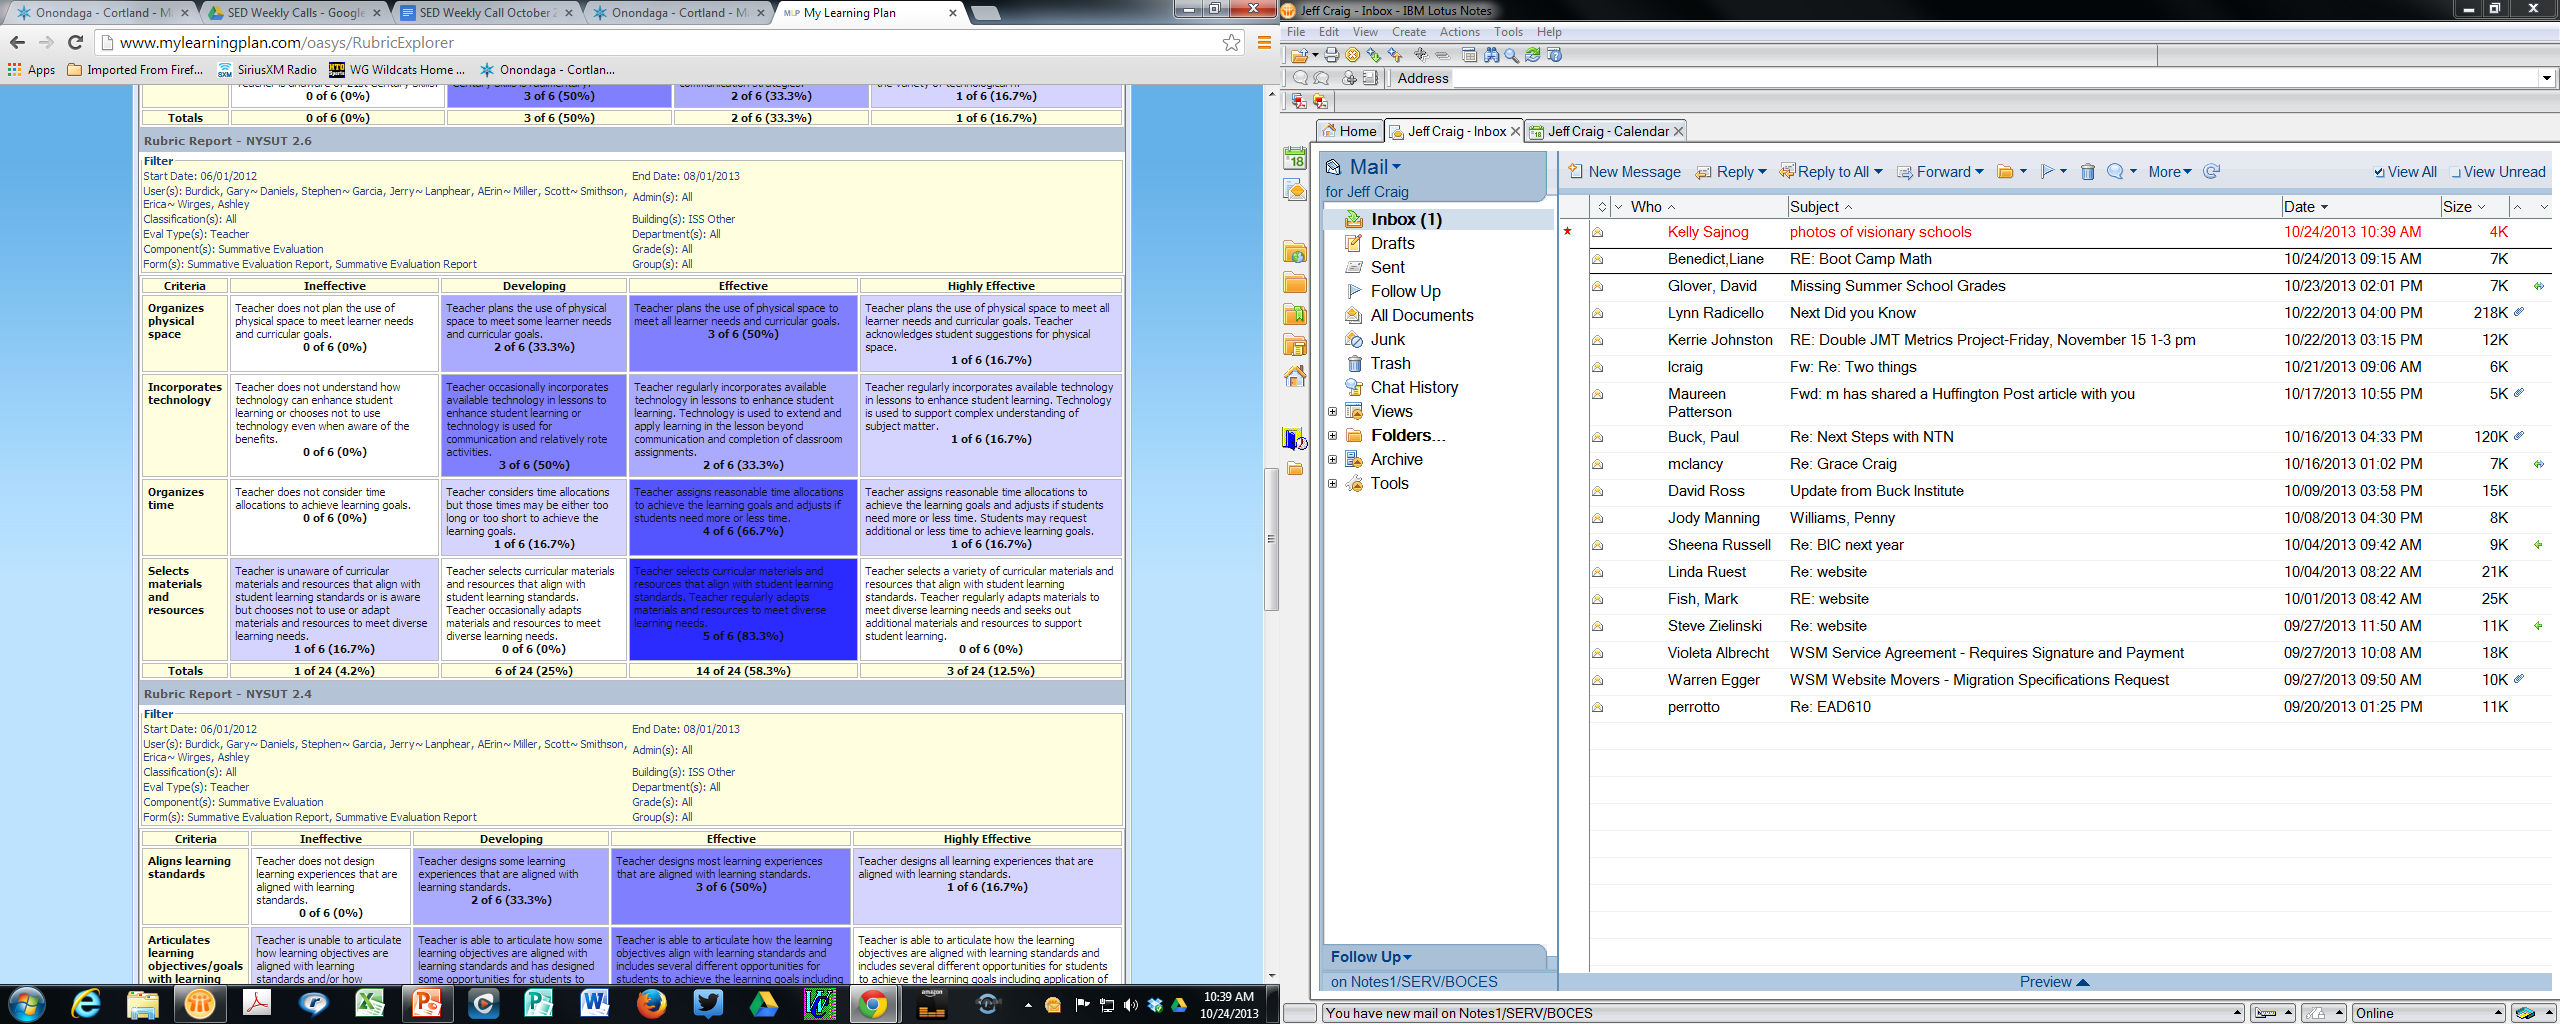 Onondaga - Cortland - M
SED Weekly Calls - Google
SED Weekly Call October
Onondaga - Cortland - M
MLP My Learning Plan
www.mylearningplan.com/oasys/RubricExplorer
Apps
Imported From Firef...
SiriusXM Radio
WG Wildcats Home ...
Onondaga - Cortlan...
0 of 6 (0%)
3 of 6 (50%)
2 of 6 (33.3%)
1 of 6 (16.7%)
Totals
0 of 6 (0%)
3 of 6 (50%)
2 of 6 (33.3%)
1 of 6 (16.7%)
Rubric Report - NYSUT 2.6
Filter
Start Date: 06/01/2012
End Date: 08/01/2013
User(s): Burdick, Gary~ Daniels, Stephen~ Garcia, Jerry~ Lanphear, AErin~ Miller, Scott~ Smithson,
Erica~ Wirges, Ashley
Admin(s): All
Classification(s): All
Building(s): ISS Other
Eval Type(s): Teacher
Department(s): All
Component(s): Summative Evaluation
Grade(s): All
Form(s): Summative Evaluation Report, Summative Evaluation Report
Group(s): All
Criteria
Ineffective
Developing
Effective
Highly Effective
Organizes
physical
space
Teacher does not plan the use of
physical space to meet learner needs
and curricular goals.
0 of 6 (0%)
Teacher plans the use of physical
space to meet some learner needs
and curricular goals.
2 of 6 (33.3%)
Teacher plans the use of physical space to
meet all learner needs and curricular goals.
3 of 6 (50%)
Teacher plans the use of physical space to meet all
learner needs and curricular goals. Teacher
acknowledges student suggestions for physical
space.
1 of 6 (16.7%)
Incorporates
technology
Teacher does not understand how
technology can enhance student
learning or chooses not to use
technology even when aware of the
benefits.
0 of 6 (0%)
Teacher occasionally incorporates
available technology in lessons to
enhance student learning or
technology is used for
communication and relatively rote
activities.
3 of 6 (50%)
Teacher regularly incorporates available
technology in lessons to enhance student
learning. Technology is used to extend and
apply learning in the lesson beyond
communication and completion of classroom
assignments.
2 of 6 (33.3%)
Teacher regularly incorporates available technology
in lessons to enhance student learning. Technology
is used to support complex understanding of
subject matter.
1 of 6 (16.7%)
Organizes
time
Teacher does not consider time
allocations to achieve learning goals.
0 of 6 (0%)
Teacher considers time allocations
but those times may be either too
long or too short to achieve the
learning goals.
1 of 6 (16.7%)
Teacher assigns reasonable time allocations
to achieve the learning goals and adjusts if
students need more or less time.
4 of 6 (66.7%)
Teacher assigns reasonable time allocations to
achieve the learning goals and adjusts if students
need more or less time. Students may request
additional or less time to achieve learning goals.
1 of 6 (16.7%)
Selects
materials
and
resources
Teacher is unaware of curricular
materials and resources that align with
student learning standards or is aware
but chooses not to use or adapt
materials and resources to meet diverse
learning needs.
1 of 6 (16.7%)
Teacher selects curricular materials
and resources that align with
student learning standards.
Teacher occasionally adapts
materials and resources to meet
diverse learning needs.
0 of 6 (0%)
Teacher selects curricular materials and
resources that align with student learning
standards. Teacher regularly adapts
materials and resources to meet diverse
learning needs.
5 of 6 (83.3%)
Teacher selects a variety of curricular materials and
resources that align with student learning
standards. Teacher regularly adapts materials to
meet diverse learning needs and seeks out
additional materials and resources to support
student learning.
0 of 6 (0%)
Totals
1 of 24 (4.2%)
6 of 24 (25%)
14 of 24 (58.3%)
3 of 24 (12.5%)
Rubric Report - NYSUT 2.4
Filter
Start Date: 06/01/2012
End Date: 08/01/2013
User(s): Burdick, Gary~ Daniels, Stephen~ Garcia, Jerry~ Lanphear, AErin~ Miller, Scott~ Smithson,
Erica~ Wirges, Ashley
Admin(s): All
Classification(s): All
Building(s): ISS Other
Eval Type(s): Teacher
Department(s): All
Component(s): Summative Evaluation
Grade(s): All
Form(s): Summative Evaluation Report, Summative Evaluation Report
Group(s): All
Criteria
Ineffective
Developing
Effective
Highly Effective
Aligns learning
standards
Teacher does not design
learning experiences that are
aligned with learning
standards.
0 of 6 (0%)
Teacher designs some learning
experiences that are aligned with
learning standards.
2 of 6 (33.3%)
Teacher designs most learning experiences
that are aligned with learning standards.
3 of 6 (50%)
Teacher designs all learning experiences that are
aligned with learning standards.
1 of 6 (16.7%)
Articulates
learning
objectives/goals
with learning
Teacher is unable to articulate
how learning objectives are
aligned with learning
standards and/or how
Teacher is able to articulate how some
learning objectives are aligned with
learning standards and has designed
some opportunities for students to
Teacher is able to articulate how the learning
objectives align with learning standards and
includes several different opportunities for
students to achieve the learning goals including
Teacher is able to articulate how the learning
objectives are aligned with learning standards and
includes several different opportunities for students
to achieve the learning goals including application of
amazon
10:39 AM
10/24/2013
Jeff Craig - Inbox - IBM Lotus Notes
File Edit View Create Actions Tools Help
Address
Home
Jeff Craig - Inbox
Jeff Craig - Calendar
18
Mail
for Jeff Craig
Inbox (1)
Drafts
Sent
Follow Up
All Documents
Junk
Trash
Chat History
Views
Folders...
Archive
Tools
Follow Up
on Notes1/SERV/BOCES
New Message Reply Reply to All Forward More View All View Unread
Who Subject Date Size
Kelly Sajnog photos of visionary schools 10/24/2013 10:39 AM 4K
Benedict,Liane RE: Boot Camp Math 10/24/2013 09:15 AM 7K
Glover, David Missing Summer School Grades 10/23/2013 02:01 PM 7K
Lynn Radicello Next Did you Know 10/22/2013 04:00 PM 218K
Kerrie Johnston RE: Double JMT Metrics Project-Friday, November 15 1-3 pm 10/22/2013 03:15 PM 12K
lcraig Fw: Re: Two things 10/21/2013 09:06 AM 6K
Maureen Patterson Fwd: m has shared a Huffington Post article with you 10/17/2013 10:55 PM 5K
Buck, Paul Re: Next Steps with NTN 10/16/2013 04:33 PM 120K
mclancy Re: Grace Craig 10/16/2013 01:02 PM 7K
David Ross Update from Buck Institute 10/09/2013 03:58 PM 15K
Jody Manning Williams, Penny 10/08/2013 04:30 PM 8K
Sheena Russell Re: BIC next year 10/04/2013 09:42 AM 9K
Linda Ruest Re: website 10/04/2013 08:22 AM 21K
Fish, Mark RE: website 10/01/2013 08:42 AM 25K
Steve Zielinski Re: website 09/27/2013 11:50 AM 11K
Violeta Albrecht WSM Service Agreement - Requires Signature and Payment 09/27/2013 10:08 AM 18K
Warren Egger WSM Website Movers - Migration Specifications Request 09/27/2013 09:50 AM 10K
perrotto Re: EAD610 09/20/2013 01:25 PM 11K
Preview
You have new mail on Notes1/SERV/BOCES
Online